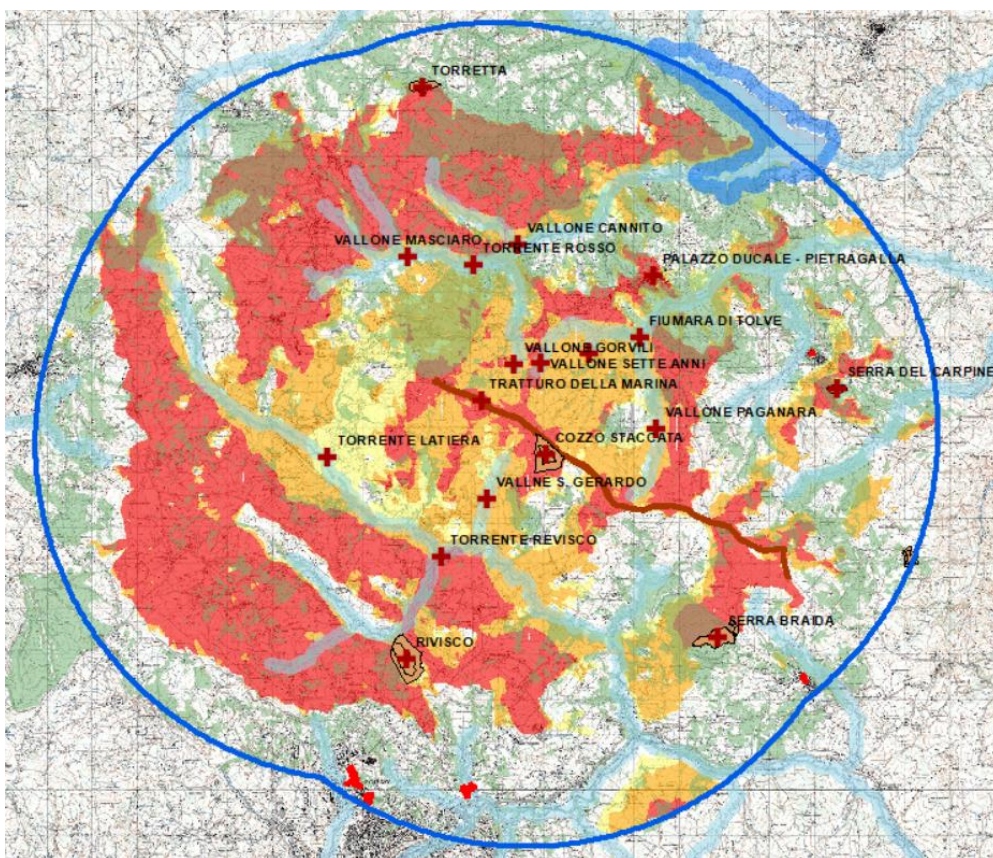 TORRETTA
VALLONE CANNITO
VALLONE MASCIARO
TORRENTE ROSSO
PALAZZO DUCALE - PIETRAGALLA
FIUMARA DI TOLVE
VALLONE GORVILI
VALLONE SETTE ANNI
SERRA DEL CARPINE
TRATTURO DELLA MARINA
VALLONE PAGANARA
TORRENTE LATIERA
COZZO STACCATA
VALLNE S. GERARDO
TORRENTE REVISCO
SERRA BRAIDA
RIVISCO